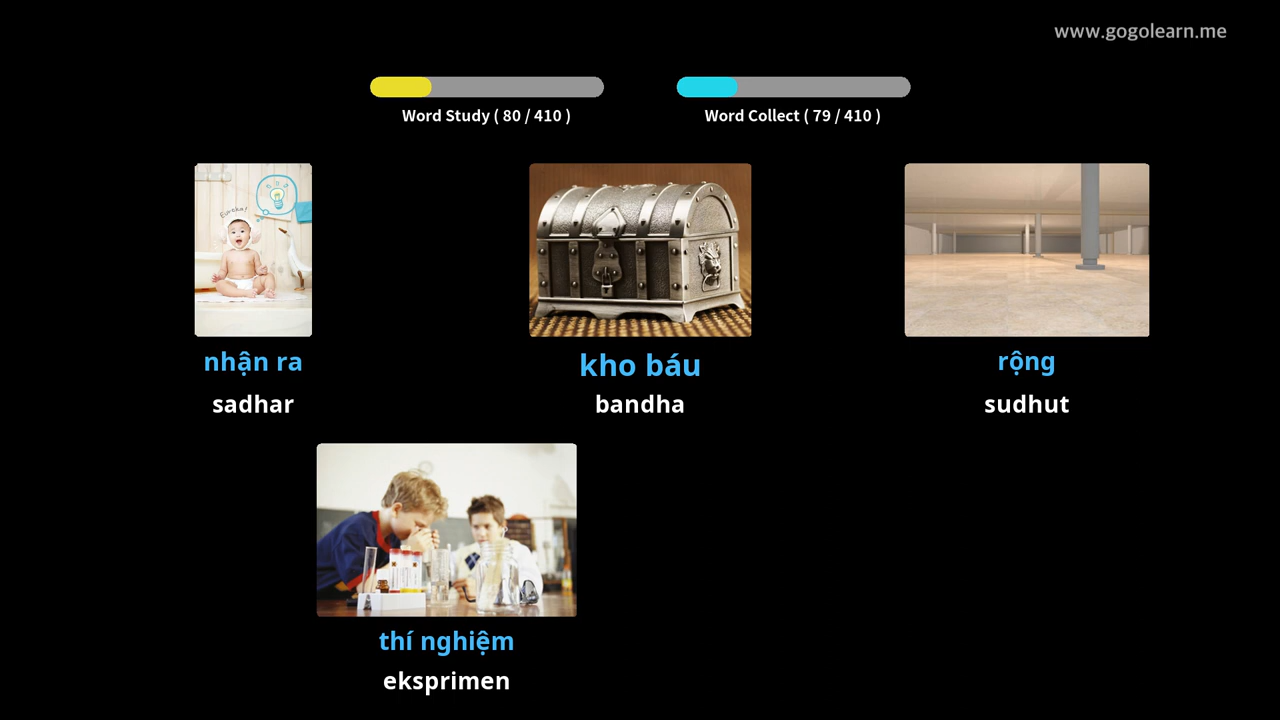 www.gogolearn.me
Word Study ( 80 / 410 )
Word Collect ( 79 / 410 )
Eureka!
nhận ra
sadhar
kho báu
bandha
rộng
sudhut
thí nghiệm
eksprimen